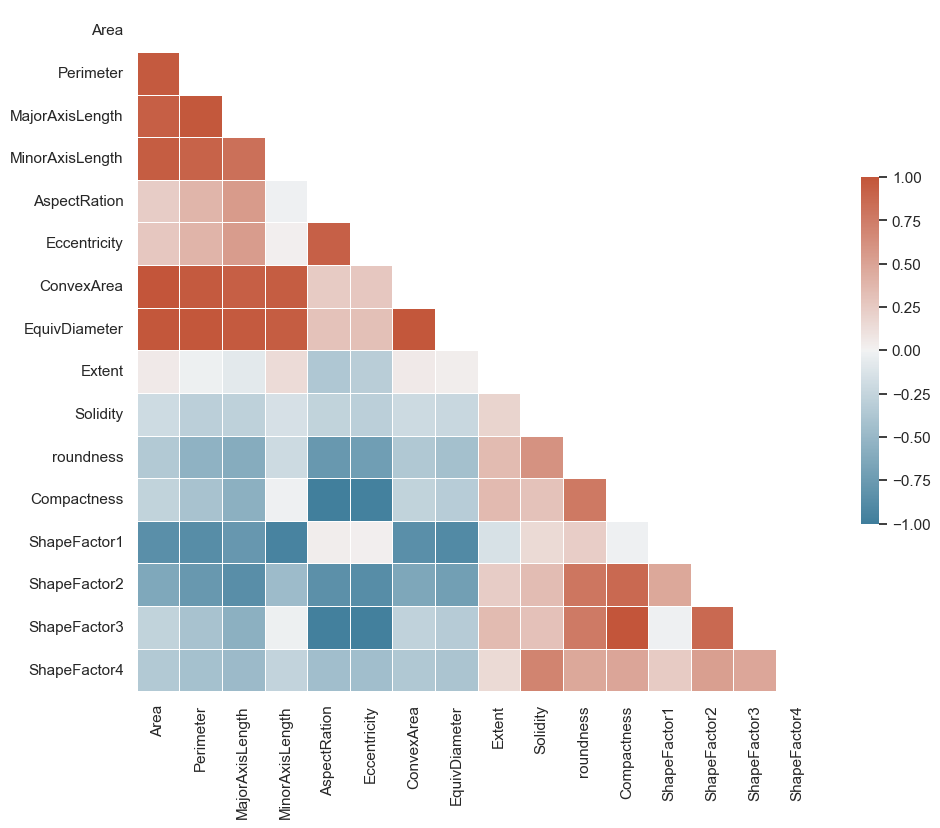 Area
Perimeter
MajorAxisLength
MinorAxisLength
AspectRation
Eccentricity
ConvexArea
EquivDiameter
Extent
Solidity
roundness
Compactness
ShapeFactor1
ShapeFactor2
ShapeFactor3
ShapeFactor4
Area
Perimeter
MajorAxisLength
MinorAxisLength
AspectRation
Eccentricity
ConvexArea
EquivDiameter
Extent
Solidity
roundness
Compactness
ShapeFactor1
ShapeFactor2
ShapeFactor3
ShapeFactor4
1.00
0.75
0.50
0.25
0.00
−0.25
−0.50
−0.75
−1.00